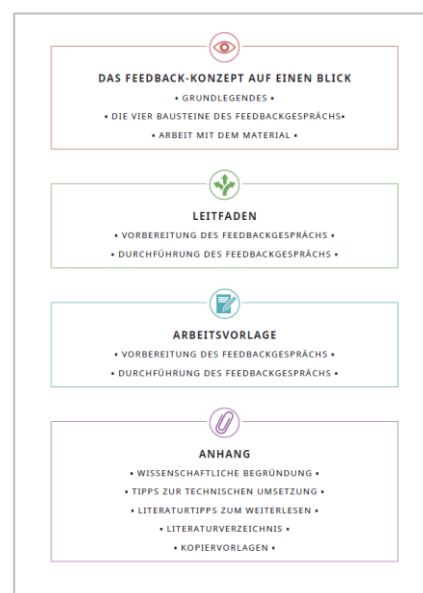 DAS FEEDBACK-KONZEPT AUF EINEN BLICK
▪ GRUNDLEGENDES ▪
▪ DIE VIER BAUSTEINE DES FEEDBACKGESPRÄCHS▪
▪ ARBEIT MIT DEM MATERIAL ▪
LEITFADEN
▪ VORBEREITUNG DES FEEDBACKGESPRÄCHS ▪
▪ DURCHFÜHRUNG DES FEEDBACKGESPRÄCHS ▪
ARBEITSVORLAGE
▪ VORBEREITUNG DES FEEDBACKGESPRÄCHS ▪
▪ DURCHFÜHRUNG DES FEEDBACKGESPRÄCHS ▪
ANHANG
▪ WISSENSCHAFTLICHE BEGRÜNDUNG ▪
▪ TIPPS ZUR TECHNISCHEN UMSETZUNG ▪
▪ LITERATURTIPPS ZUM WEITERLESEN ▪
▪ LITERATURVERZEICHNIS ▪
▪ KOPIERVORLAGEN ▪